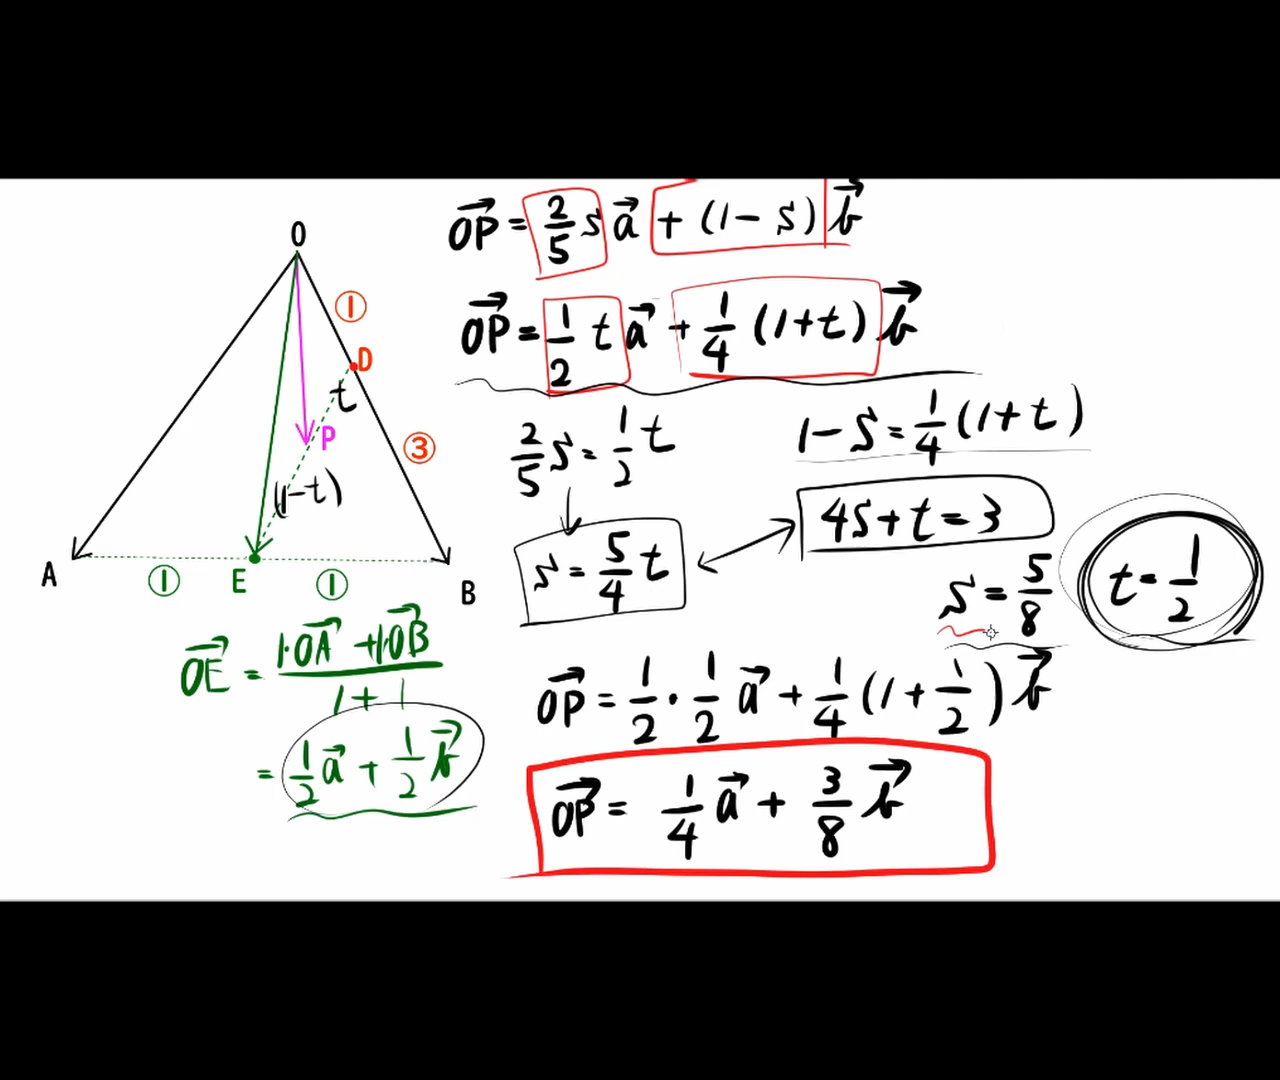 OP→ = 2/5 s a→ + (1 - s) b→
OP→ = 1/2 t a→ + 1/4 (1+t) b→
2/5 s = 1/2 t
1 - s = 1/4 (1+t)
s = 5/4 t
4s + t = 3
s = 5/8
t = 1/2
OP→ = 1/2 · 1/2 a→ + 1/4 (1 + 1/2) b→
OP→ = 1/4 a→ + 3/8 b→
O
①
D
t
P
③
(1-t)
A
①
E
①
B
OE→ = (1·OA→ + 1·OB→)/(1+1)
= 1/2 a→ + 1/2 b→